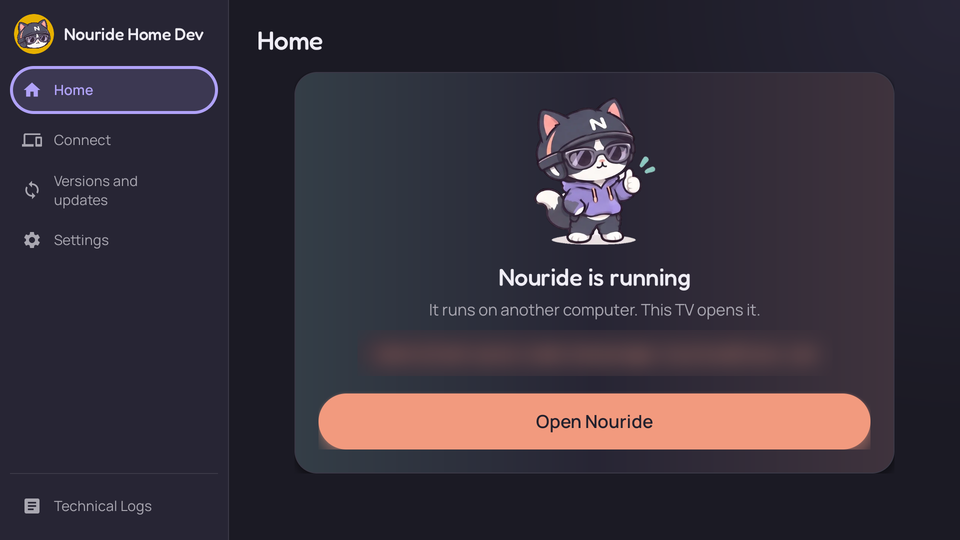 Nouride Home Dev
Home
Connect
Versions and
updates
Settings
Technical Logs
Home
N
Nouride is running
It runs on another computer. This TV opens it.
Open Nouride